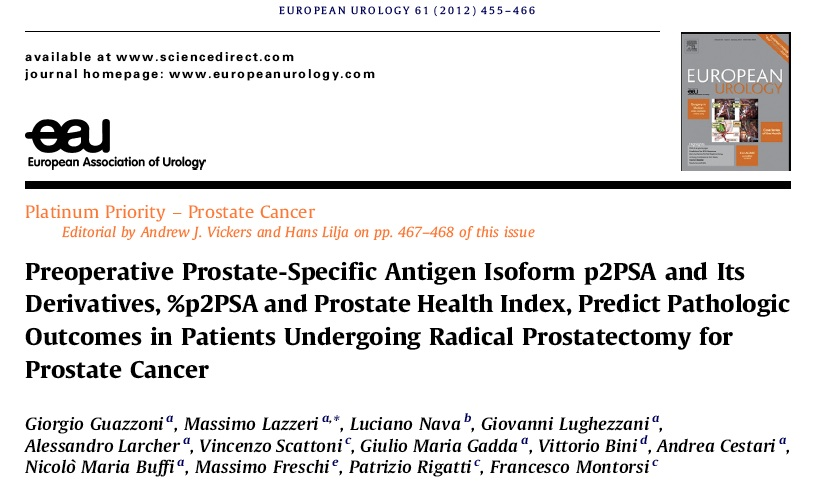 EUROPEAN UROLOGY 61 (2012) 455–466
available at www.sciencedirect.com
journal homepage: www.europeanurology.com
EUROPEAN
UROLOGY
eau
European Association of Urology
Platinum Priority – Prostate Cancer
Editorial by Andrew J. Vickers and Hans Lilja on pp. 467–468 of this issue
Preoperative Prostate-Specific Antigen Isoform p2PSA and Its
Derivatives, %p2PSA and Prostate Health Index, Predict Pathologic
Outcomes in Patients Undergoing Radical Prostatectomy for
Prostate Cancer
Giorgio Guazzoni a, Massimo Lazzeri a,*, Luciano Nava b, Giovanni Lughezzani a,
Alessandro Larcher a, Vincenzo Scattoni c, Giulio Maria Gadda a, Vittorio Bini d, Andrea Cestari a,
Nicolò Maria Buffi a, Massimo Freschi e, Patrizio Rigatti c, Francesco Montorsi c